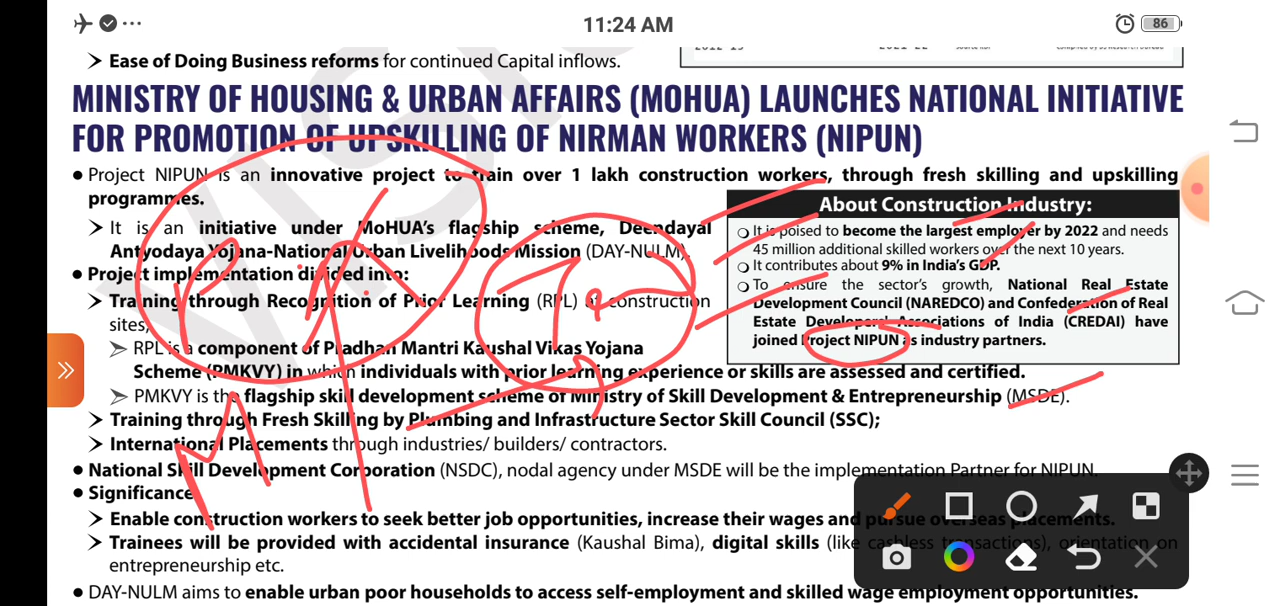 11:24 AM
86
Ease of Doing Business reforms for continued Capital inflows.
MINISTRY OF HOUSING & URBAN AFFAIRS (MOHUA) LAUNCHES NATIONAL INITIATIVE
FOR PROMOTION OF UPSKILLING OF NIRMAN WORKERS (NIPUN)
Project NIPUN is an innovative project to train over 1 lakh construction workers, through fresh skilling and upskilling
programmes.
It is an initiative under MoHUA's flagship scheme, Deendayal
Antyodaya Yojana-National Urban Livelihoods Mission (DAY-NULM).
Project implementation divided into:
Training through Recognition of Prior Learning (RPL) at construction
sites,
RPL is a component of Pradhan Mantri Kaushal Vikas Yojana
Scheme (PMKVY) in which individuals with prior learning experience or skills are assessed and certified.
PMKVY is the flagship skill development scheme of Ministry of Skill Development & Entrepreneurship (MSDE).
Training through Fresh Skilling by Plumbing and Infrastructure Sector Skill Council (SSC);
International Placements through industries/ builders/ contractors.
National Skill Development Corporation (NSDC), nodal agency under MSDE will be the implementation Partner for NIPUN.
Significance
Enable construction workers to seek better job opportunities, increase their wages and pursue overseas placements.
Trainees will be provided with accidental insurance (Kaushal Bima), digital skills (like cashless transactions), orientation on
entrepreneurship etc.
DAY-NULM aims to enable urban poor households to access self-employment and skilled wage employment opportunities.
About Construction Industry:
It is poised to become the largest employer by 2022 and needs
45 million additional skilled workers over the next 10 years.
It contributes about 9% in India's GDP.
To ensure the sector's growth, National Real Estate
Development Council (NAREDCO) and Confederation of Real
Estate Developers' Associations of India (CREDAI) have
joined Project NIPUN as industry partners.